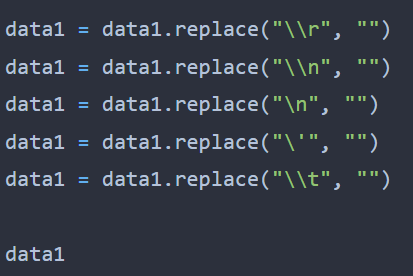 data1 = data1.replace("\\r", "")
data1 = data1.replace("\\n", "")
data1 = data1.replace("\n", "")
data1 = data1.replace("\'", "")
data1 = data1.replace("\\t", "")
data1